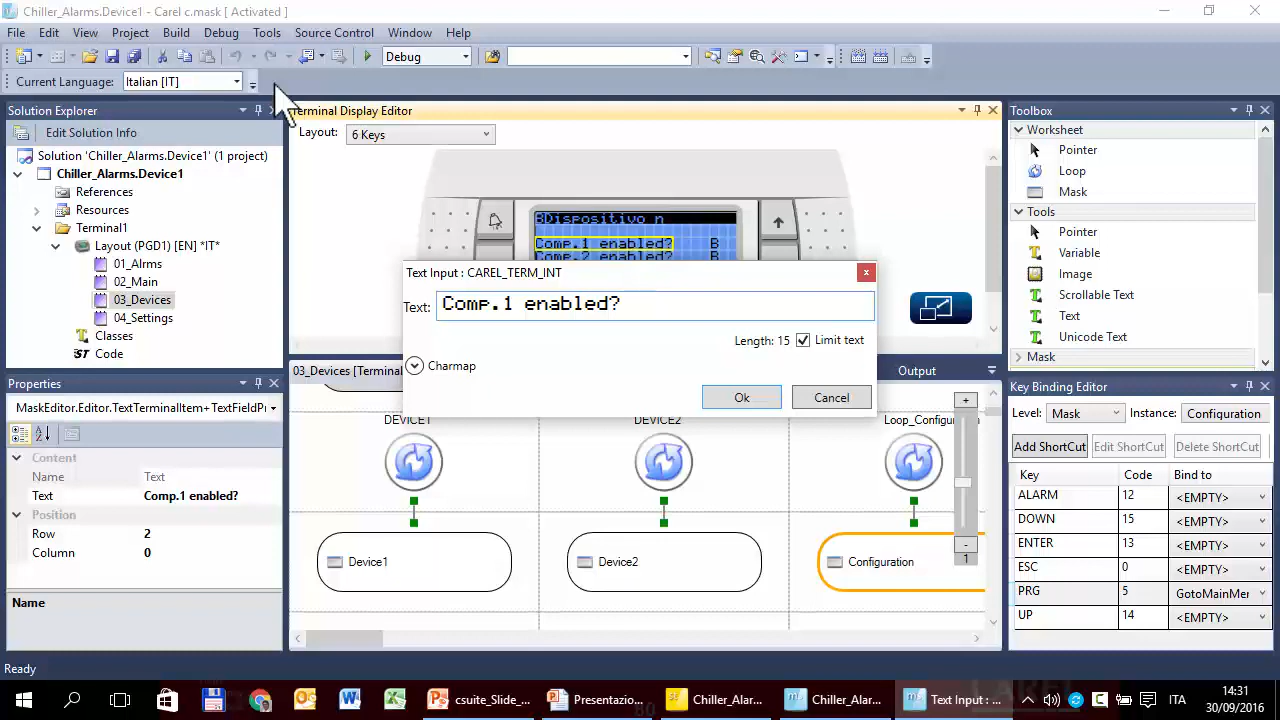 Chiller_Alarms.Device1 - Carel c.mask [ Activated ]
File Edit View Project Build Debug Tools Source Control Window Help
Debug
Current Language: Italian [IT]
Solution Explorer
Edit Solution Info
Solution 'Chiller_Alarms.Device1' (1 project)
Chiller_Alarms.Device1
References
Resources
Terminal1
Layout (PGD1) [EN] *IT*
01_Alrms
02_Main
03_Devices
04_Settings
Classes
Code
Terminal Display Editor
Layout: 6 Keys
BDispositivo n
Comp.1 enabled? B
Comp.2 enabled? B
Text Input : CAREL_TERM_INT
Text: Comp.1 enabled?
Length: 15 Limit text
Charmap
Ok Cancel
Toolbox
Worksheet
Pointer
Loop
Mask
Tools
Pointer
Variable
Image
Scrollable Text
Text
Unicode Text
Mask
Properties
MaskEditor.Editor.TextTerminalItem+TextFieldPr
Content
Name Text
Text Comp.1 enabled?
Position
Row 2
Column 0
Name
03_Devices [Terminal
Output
DEVICE1 DEVICE2 Loop_Configu
Device1 Device2 Configuration
+
-
1
Key Binding Editor
Level: Mask Instance: Configuration
Add ShortCut Edit ShortCut Delete ShortCut
Key Code Bind to
ALARM 12 <EMPTY>
DOWN 15 <EMPTY>
ENTER 13 <EMPTY>
ESC 0 <EMPTY>
PRG 5 GotoMainMen
UP 14 <EMPTY>
Ready
csuite_Slide_... Presentazio... Chiller_Alar... Chiller_Alar... Text Input : ...
ITA
14:31
30/09/2016